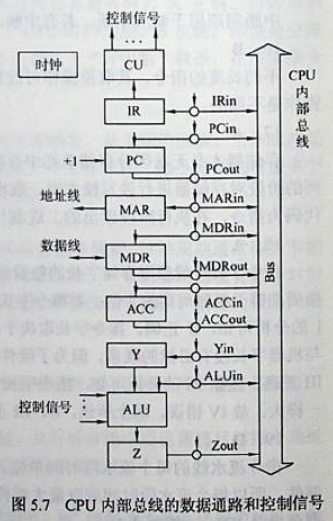 控制信号
时钟
CU
CPU
内部
总线
IR
IRin
PCin
+1
PC
PCout
地址线
MAR
MARin
MDRin
数据线
MDR
MDRout
Bus
ACCin
ACC
ACCout
Y
Yin
ALUin
控制信号
ALU
Z
Zout
图 5.7 CPU 内部总线的数据通路和控制信号